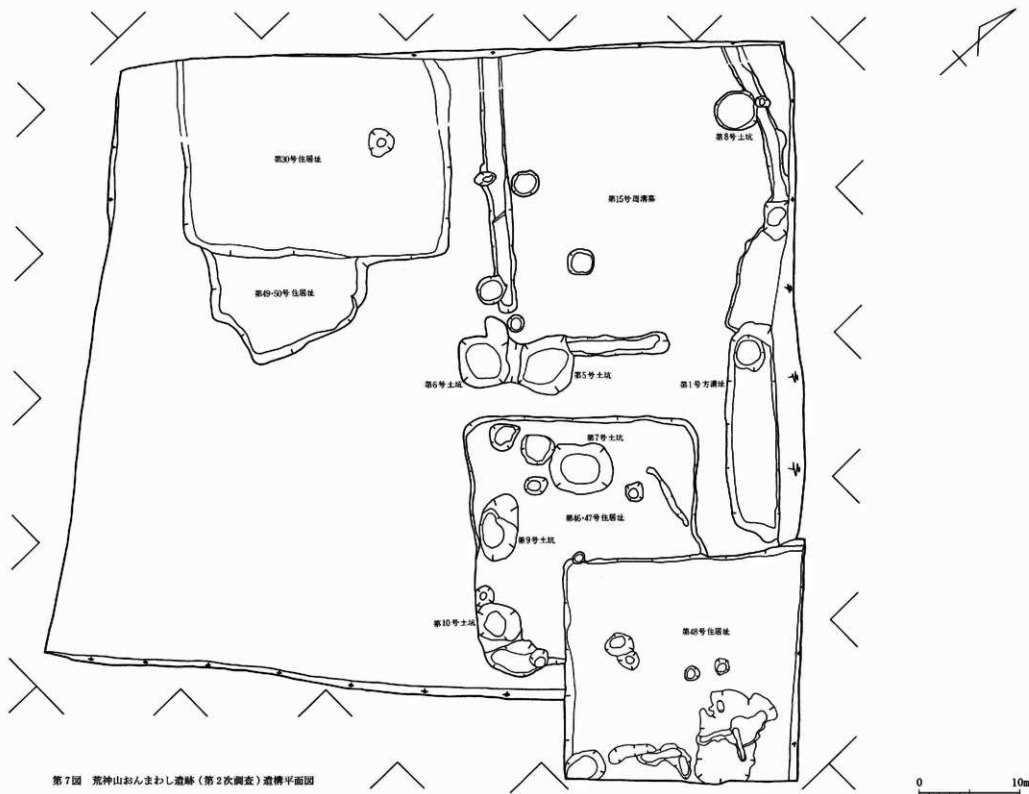 第8号土坑
第30号住居址
第15号周溝墓
第49・50号住居址
第6号土坑
第5号土坑
第1号方溝址
第7号土坑
第46・47号住居址
第9号土坑
第10号土坑
第48号住居址
第7図 荒神山おんまわし遺跡(第2次調査)遺構平面図
0 10m